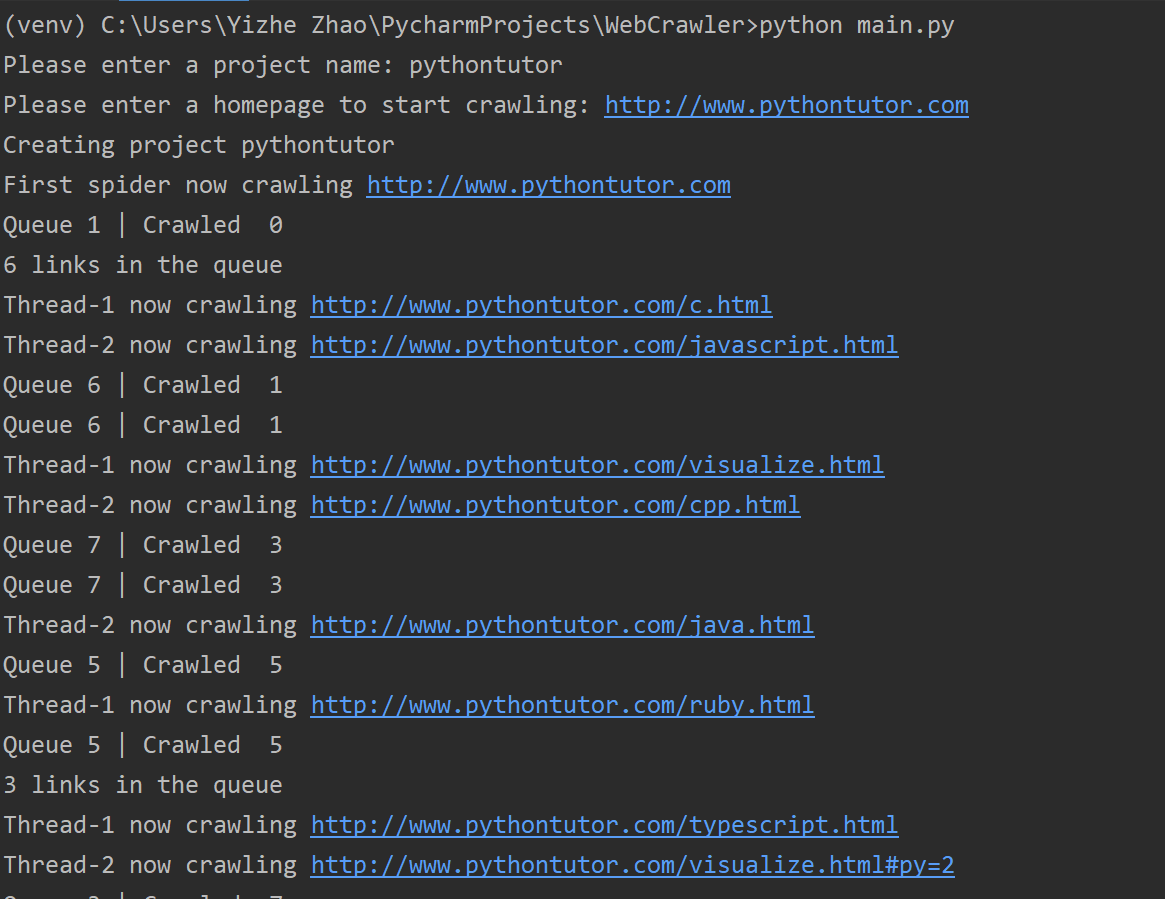 (venv) C:\Users\Yizhe Zhao\PycharmProjects\WebCrawler>python main.py
Please enter a project name: pythontutor
Please enter a homepage to start crawling: http://www.pythontutor.com
Creating project pythontutor
First spider now crawling http://www.pythontutor.com
Queue 1 | Crawled  0
6 links in the queue
Thread-1 now crawling http://www.pythontutor.com/c.html
Thread-2 now crawling http://www.pythontutor.com/javascript.html
Queue 6 | Crawled  1
Queue 6 | Crawled  1
Thread-1 now crawling http://www.pythontutor.com/visualize.html
Thread-2 now crawling http://www.pythontutor.com/cpp.html
Queue 7 | Crawled  3
Queue 7 | Crawled  3
Thread-2 now crawling http://www.pythontutor.com/java.html
Queue 5 | Crawled  5
Thread-1 now crawling http://www.pythontutor.com/ruby.html
Queue 5 | Crawled  5
3 links in the queue
Thread-1 now crawling http://www.pythontutor.com/typescript.html
Thread-2 now crawling http://www.pythontutor.com/visualize.html#py=2